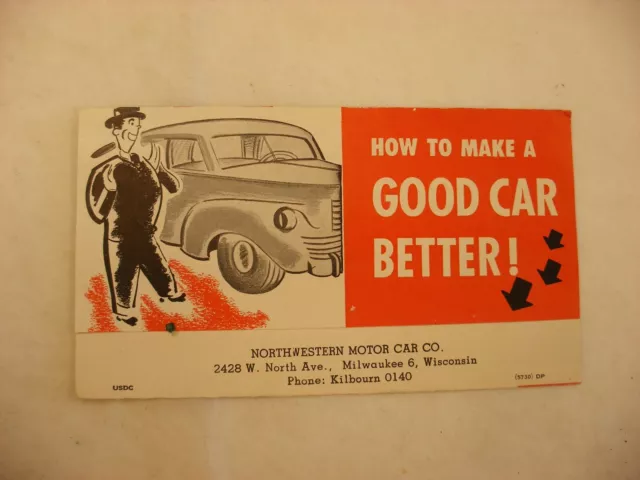 HOW TO MAKE A
GOOD CAR
BETTER!
NORTHWESTERN MOTOR CAR CO.
2428 W. North Ave., Milwaukee 6, Wisconsin
Phone: Kilbourn 0140
USDC
(5730) DP